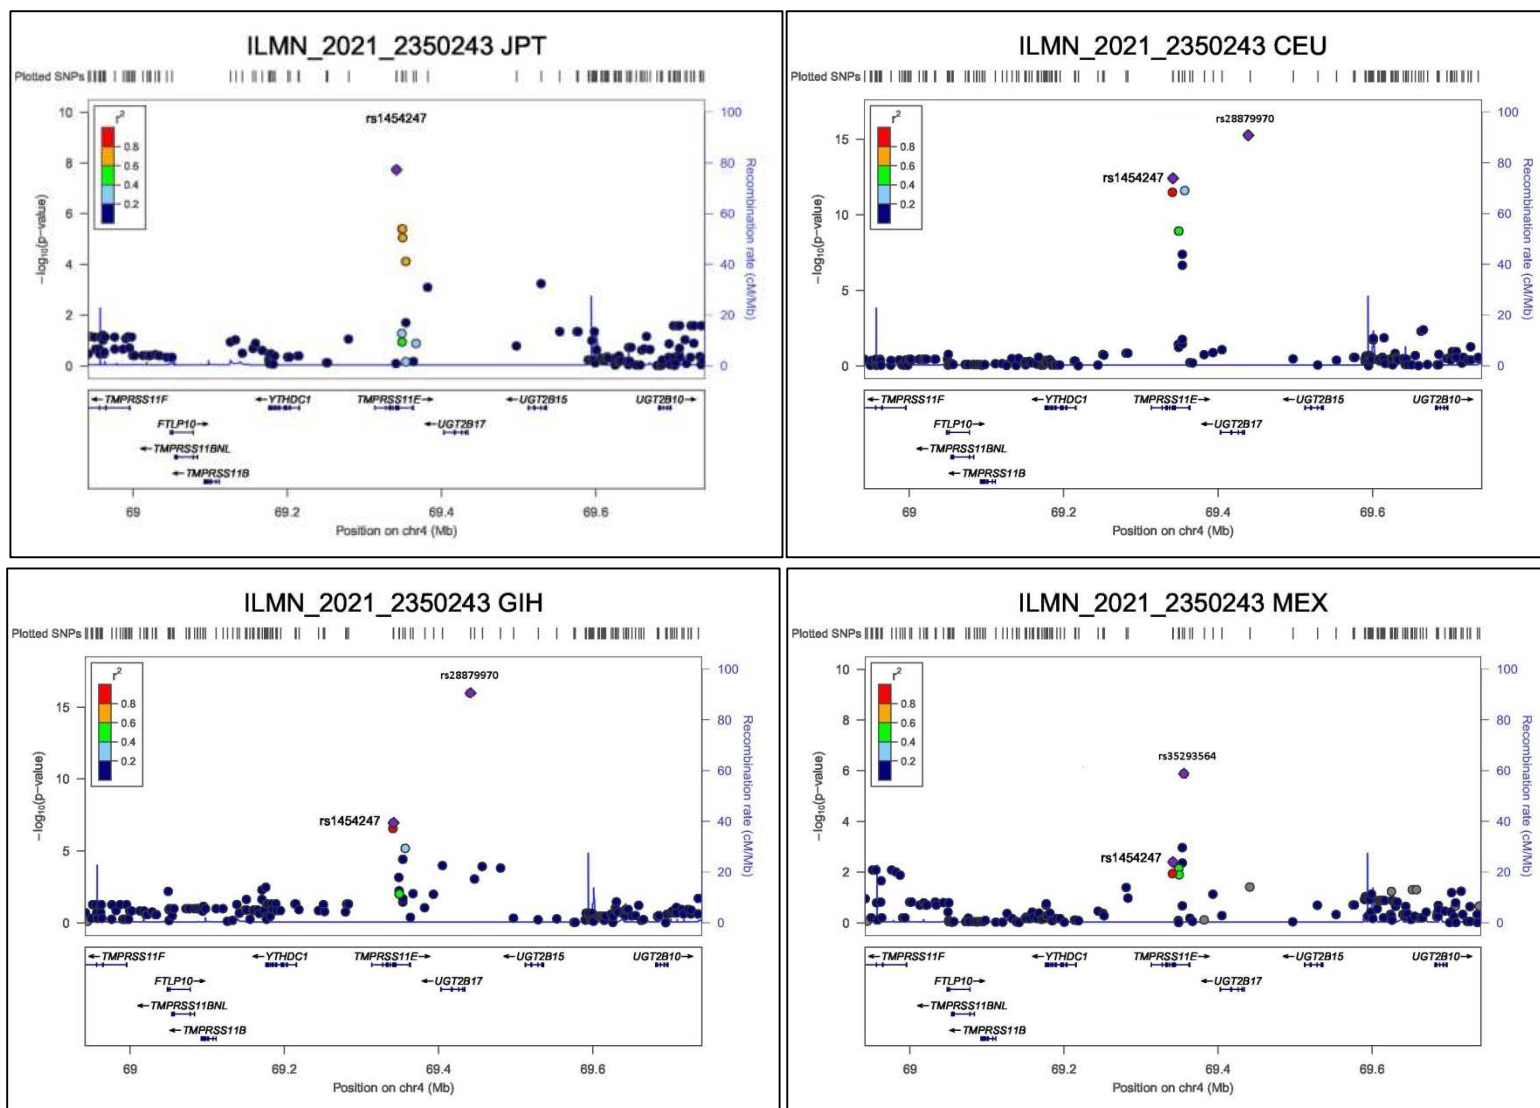 ILMN_2021_2350243 JPT
Plotted SNPs
rs1454247
r²
0.8
0.6
0.4
0.2
10
8
6
4
2
0
−log₁₀(p−value)
100
80
60
40
20
0
Recombination rate (cM/Mb)
←TMPRSS11F
YTHDC1
TMPRSS11E→
←UGT2B15
UGT2B10→
FTLP10→
←UGT2B17
←TMPRSS11BNL
←TMPRSS11B
69
69.2
69.4
69.6
Position on chr4 (Mb)
ILMN_2021_2350243 CEU
Plotted SNPs
rs28879970
rs1454247
r²
0.8
0.6
0.4
0.2
15
10
5
0
−log₁₀(p−value)
100
80
60
40
20
0
Recombination rate (cM/Mb)
←TMPRSS11F
←YTHDC1
TMPRSS11E→
←UGT2B15
UGT2B10→
FTLP10→
←UGT2B17
←TMPRSS11BNL
←TMPRSS11B
69
69.2
69.4
69.6
Position on chr4 (Mb)
ILMN_2021_2350243 GIH
Plotted SNPs
rs28879970
rs1454247
r²
0.8
0.6
0.4
0.2
15
10
5
0
−log₁₀(p−value)
100
80
60
40
20
0
Recombination rate (cM/Mb)
←TMPRSS11F
←YTHDC1
TMPRSS11E→
←UGT2B15
UGT2B10→
FTLP10→
←UGT2B17
←TMPRSS11BNL
←TMPRSS11B
69
69.2
69.4
69.6
Position on chr4 (Mb)
ILMN_2021_2350243 MEX
Plotted SNPs
rs35293564
rs1454247
r²
0.8
0.6
0.4
0.2
10
8
6
4
2
0
−log₁₀(p−value)
100
80
60
40
20
0
Recombination rate (cM/Mb)
←TMPRSS11F
←YTHDC1
TMPRSS11E→
←UGT2B15
UGT2B10→
FTLP10→
←UGT2B17
←TMPRSS11BNL
←TMPRSS11B
69
69.2
69.4
69.6
Position on chr4 (Mb)